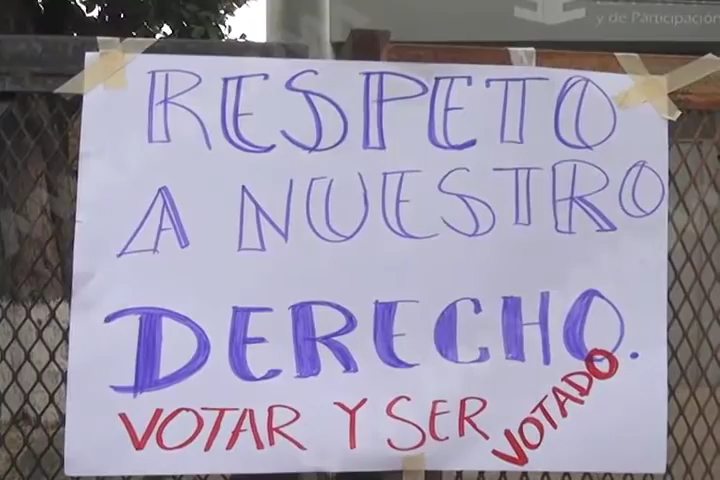 y de Participación
RESPETO
A NUESTRO
DERECHO.
VOTAR Y SER VOTADO